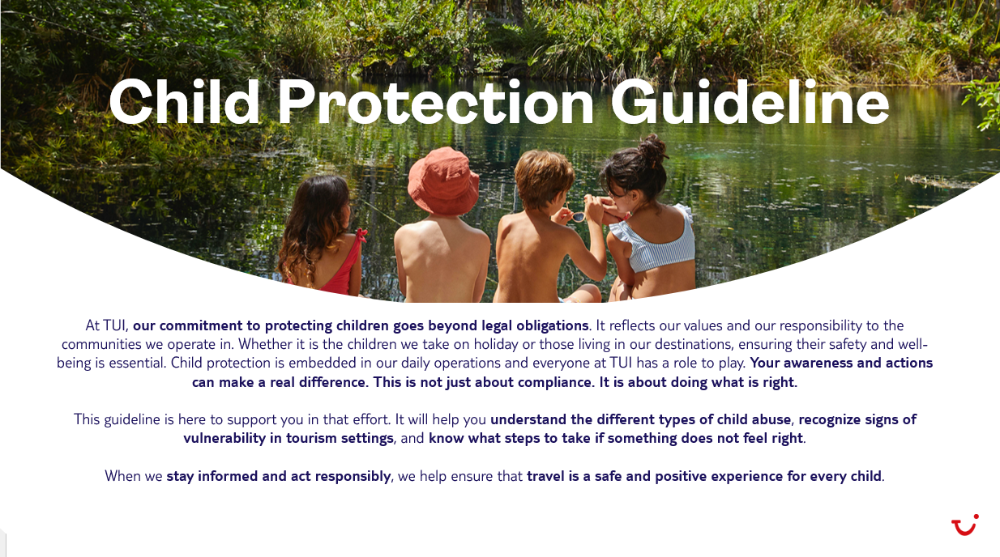 Child Protection Guideline
At TUI, our commitment to protecting children goes beyond legal obligations. It reflects our values and our responsibility to the
communities we operate in. Whether it is the children we take on holiday or those living in our destinations, ensuring their safety and well-
being is essential. Child protection is embedded in our daily operations and everyone at TUI has a role to play. Your awareness and actions
can make a real difference. This is not just about compliance. It is about doing what is right.
This guideline is here to support you in that effort. It will help you understand the different types of child abuse, recognize signs of
vulnerability in tourism settings, and know what steps to take if something does not feel right.
When we stay informed and act responsibly, we help ensure that travel is a safe and positive experience for every child.